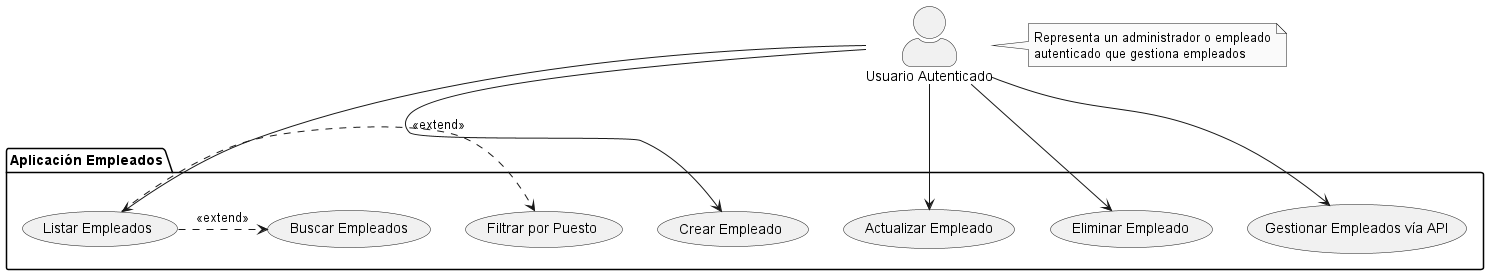 Representa un administrador o empleado
autenticado que gestiona empleados
Usuario Autenticado
«extend»
Aplicación Empleados
«extend»
Listar Empleados
Buscar Empleados
Filtrar por Puesto
Crear Empleado
Actualizar Empleado
Eliminar Empleado
Gestionar Empleados vía API